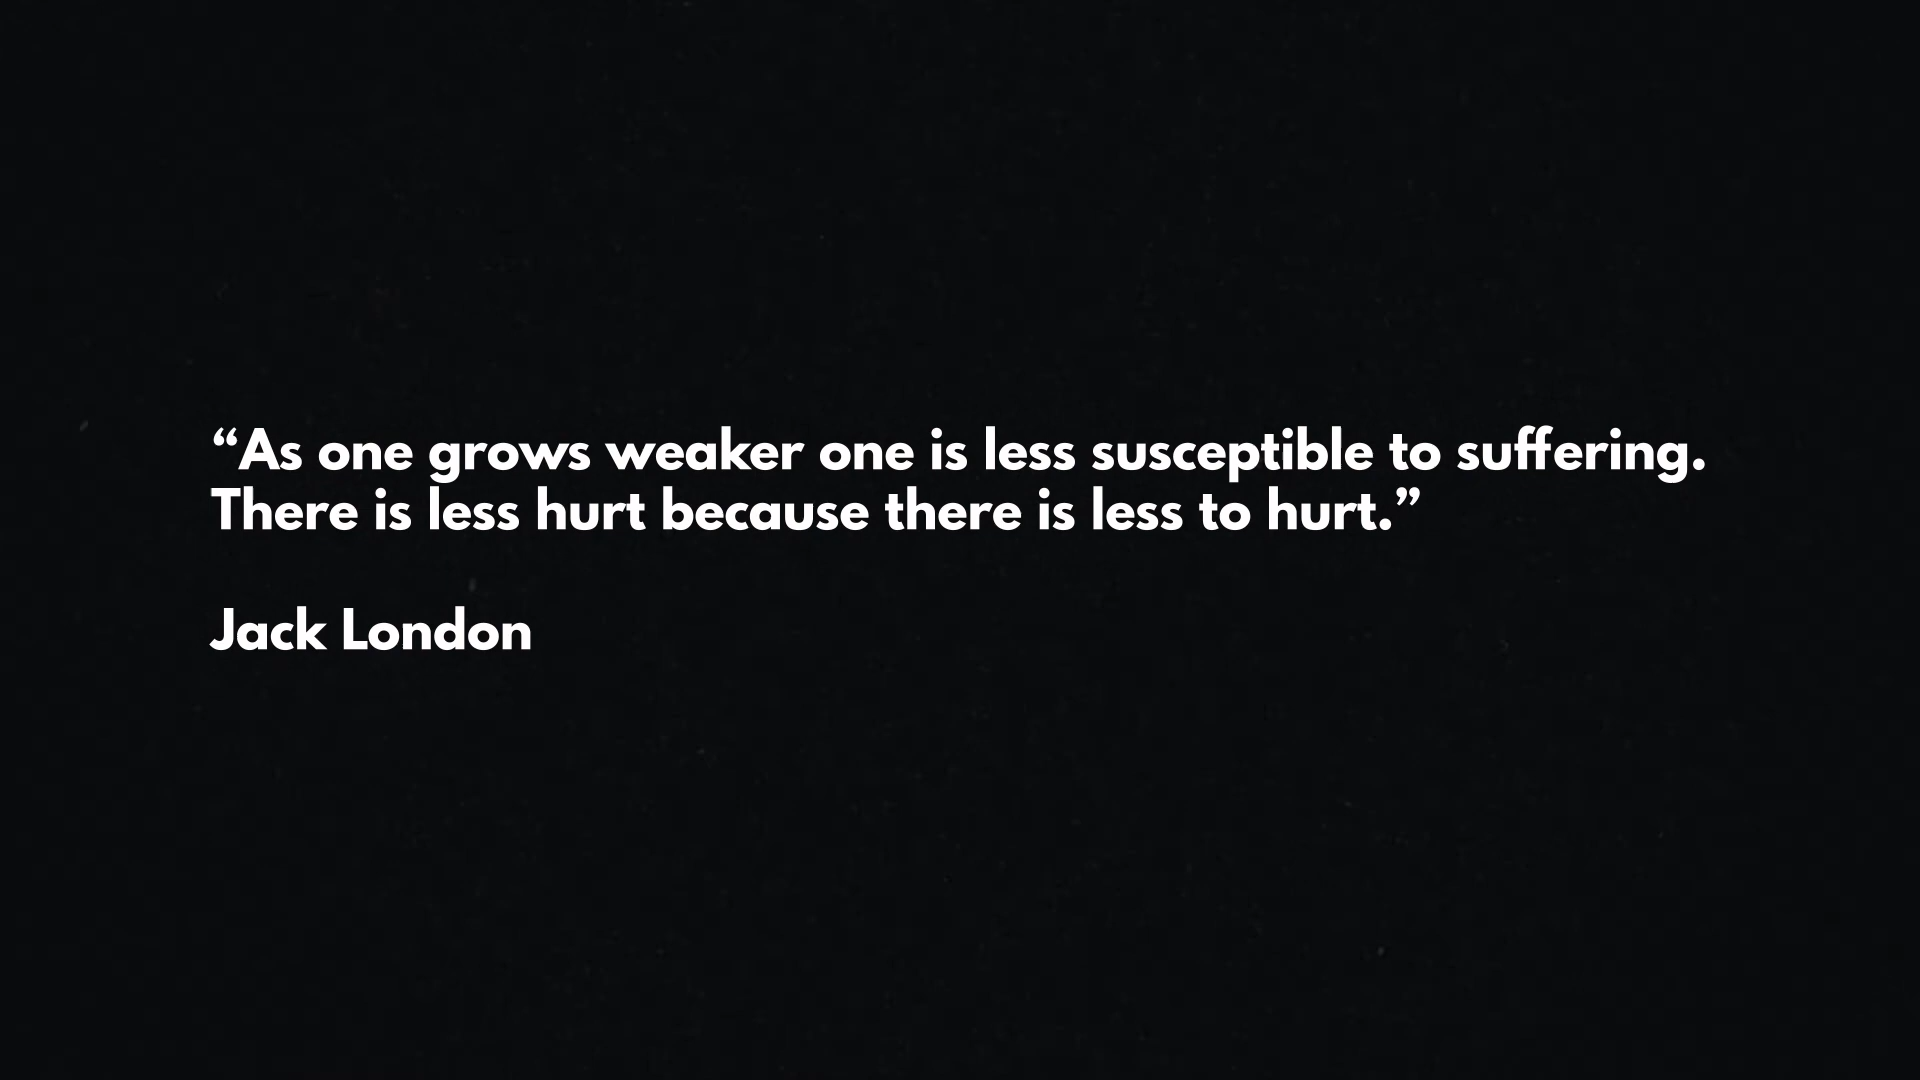 “As one grows weaker one is less susceptible to suffering.
There is less hurt because there is less to hurt.”
Jack London